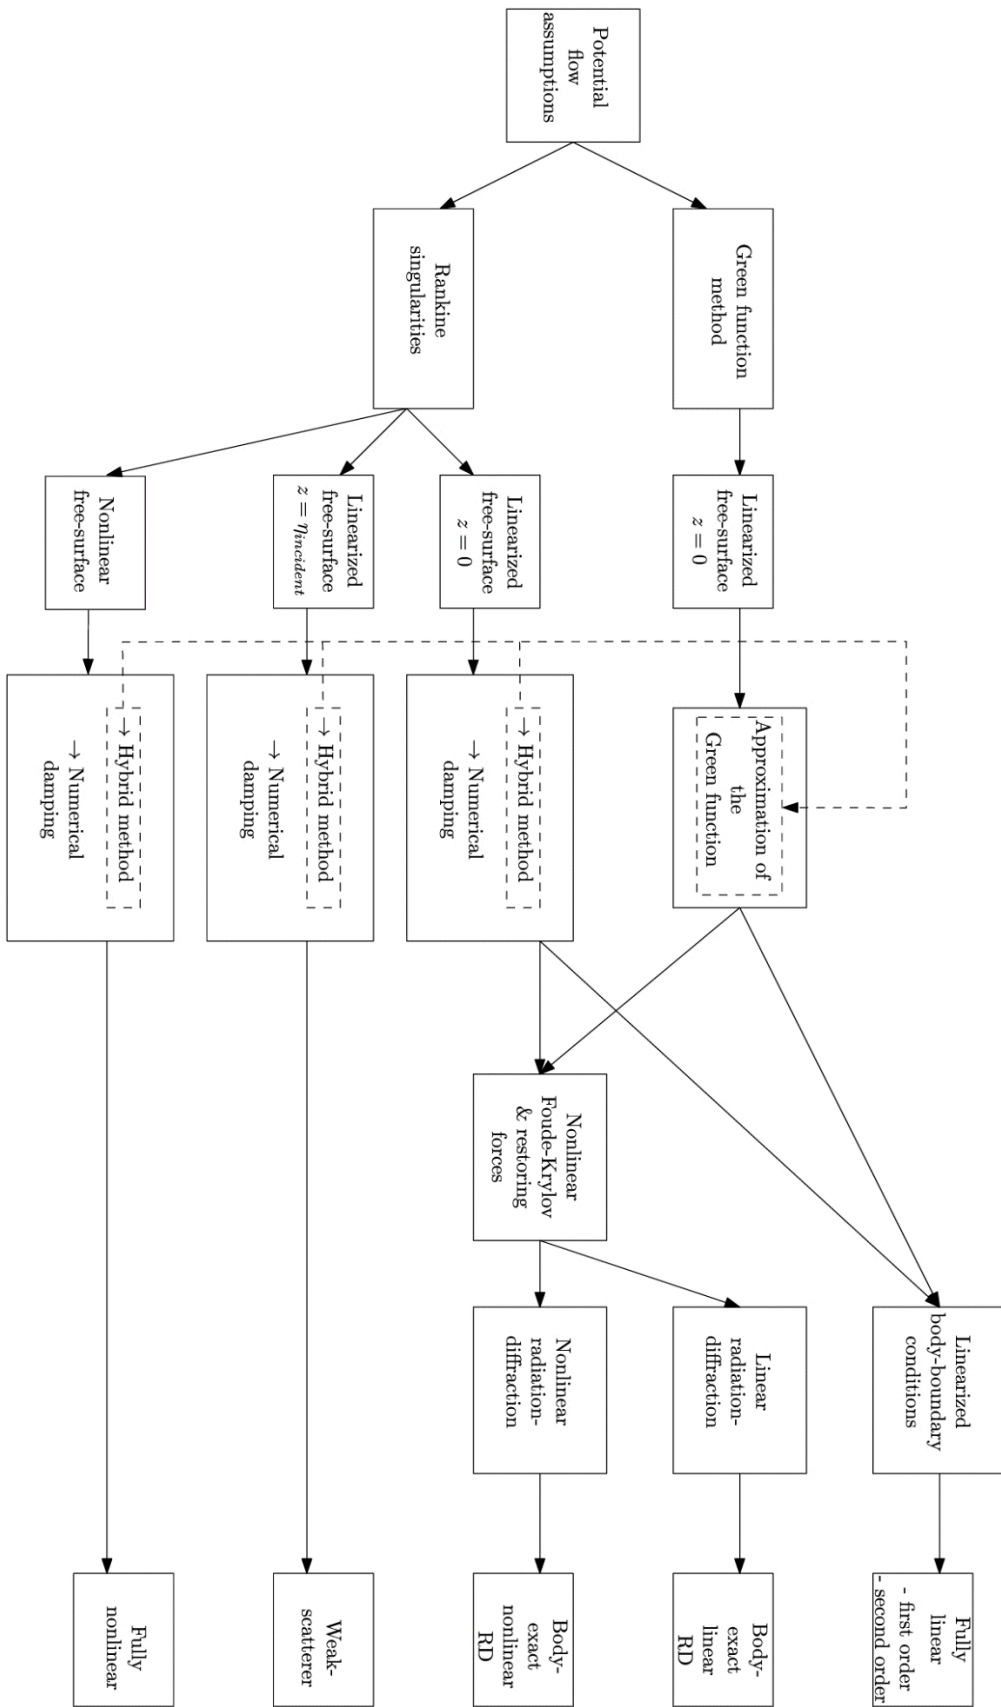 Potential
flow
assumptions
Green function
method
Rankine
singularities
Linearized
free-surface
z = 0
Linearized
free-surface
z = 0
Linearized
free-surface
z = ηincident
Nonlinear
free-surface
Approximation of
the
Green function
→ Hybrid method
→ Numerical
damping
→ Hybrid method
→ Numerical
damping
→ Hybrid method
→ Numerical
damping
Nonlinear
Foude-Krylov
& restoring
forces
Linearized
body-boundary
conditions
Linear
radiation-
diffraction
Nonlinear
radiation-
diffraction
Fully
linear
- first order
- second order
Body-
exact
linear
RD
Body-
exact
nonlinear
RD
Weak-
scatterer
Fully
nonlinear